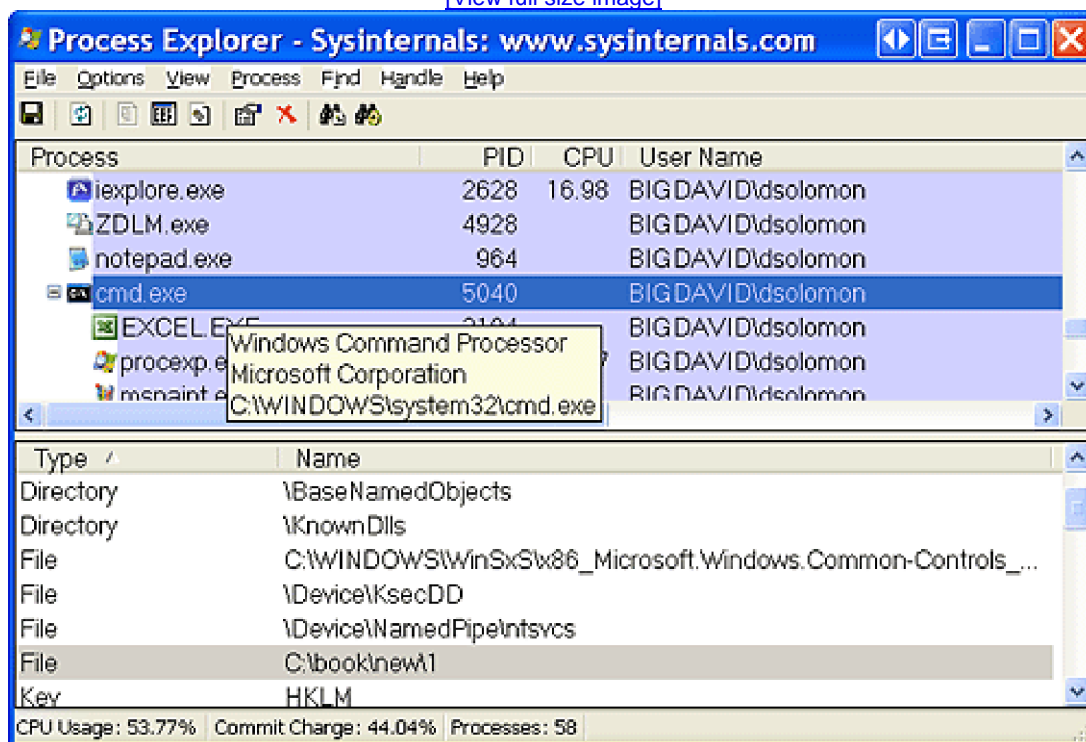 [View full size image]
Process Explorer - Sysinternals: www.sysinternals.com
File Options View Process Find Handle Help
Process PID CPU User Name
iexplore.exe 2628 16.98 BIGDAVID\dsolomon
ZDLM.exe 4928 BIGDAVID\dsolomon
notepad.exe 964 BIGDAVID\dsolomon
cmd.exe 5040 BIGDAVID\dsolomon
EXCEL.EXE BIGDAVID\dsolomon
Windows Command Processor
procexp.e BIGDAVID\dsolomon
Microsoft Corporation
mspaint.e BIGDAVID\dsolomon
C:\WINDOWS\system32\cmd.exe
Type Name
Directory \BaseNamedObjects
Directory \KnownDlls
File C:\WINDOWS\WinSxS\x86_Microsoft.Windows.Common-Controls_...
File \Device\KsecDD
File \Device\NamedPipe\ntsvcs
File C:\book\new\1
Key HKLM
CPU Usage: 53.77% Commit Charge: 44.04% Processes: 58